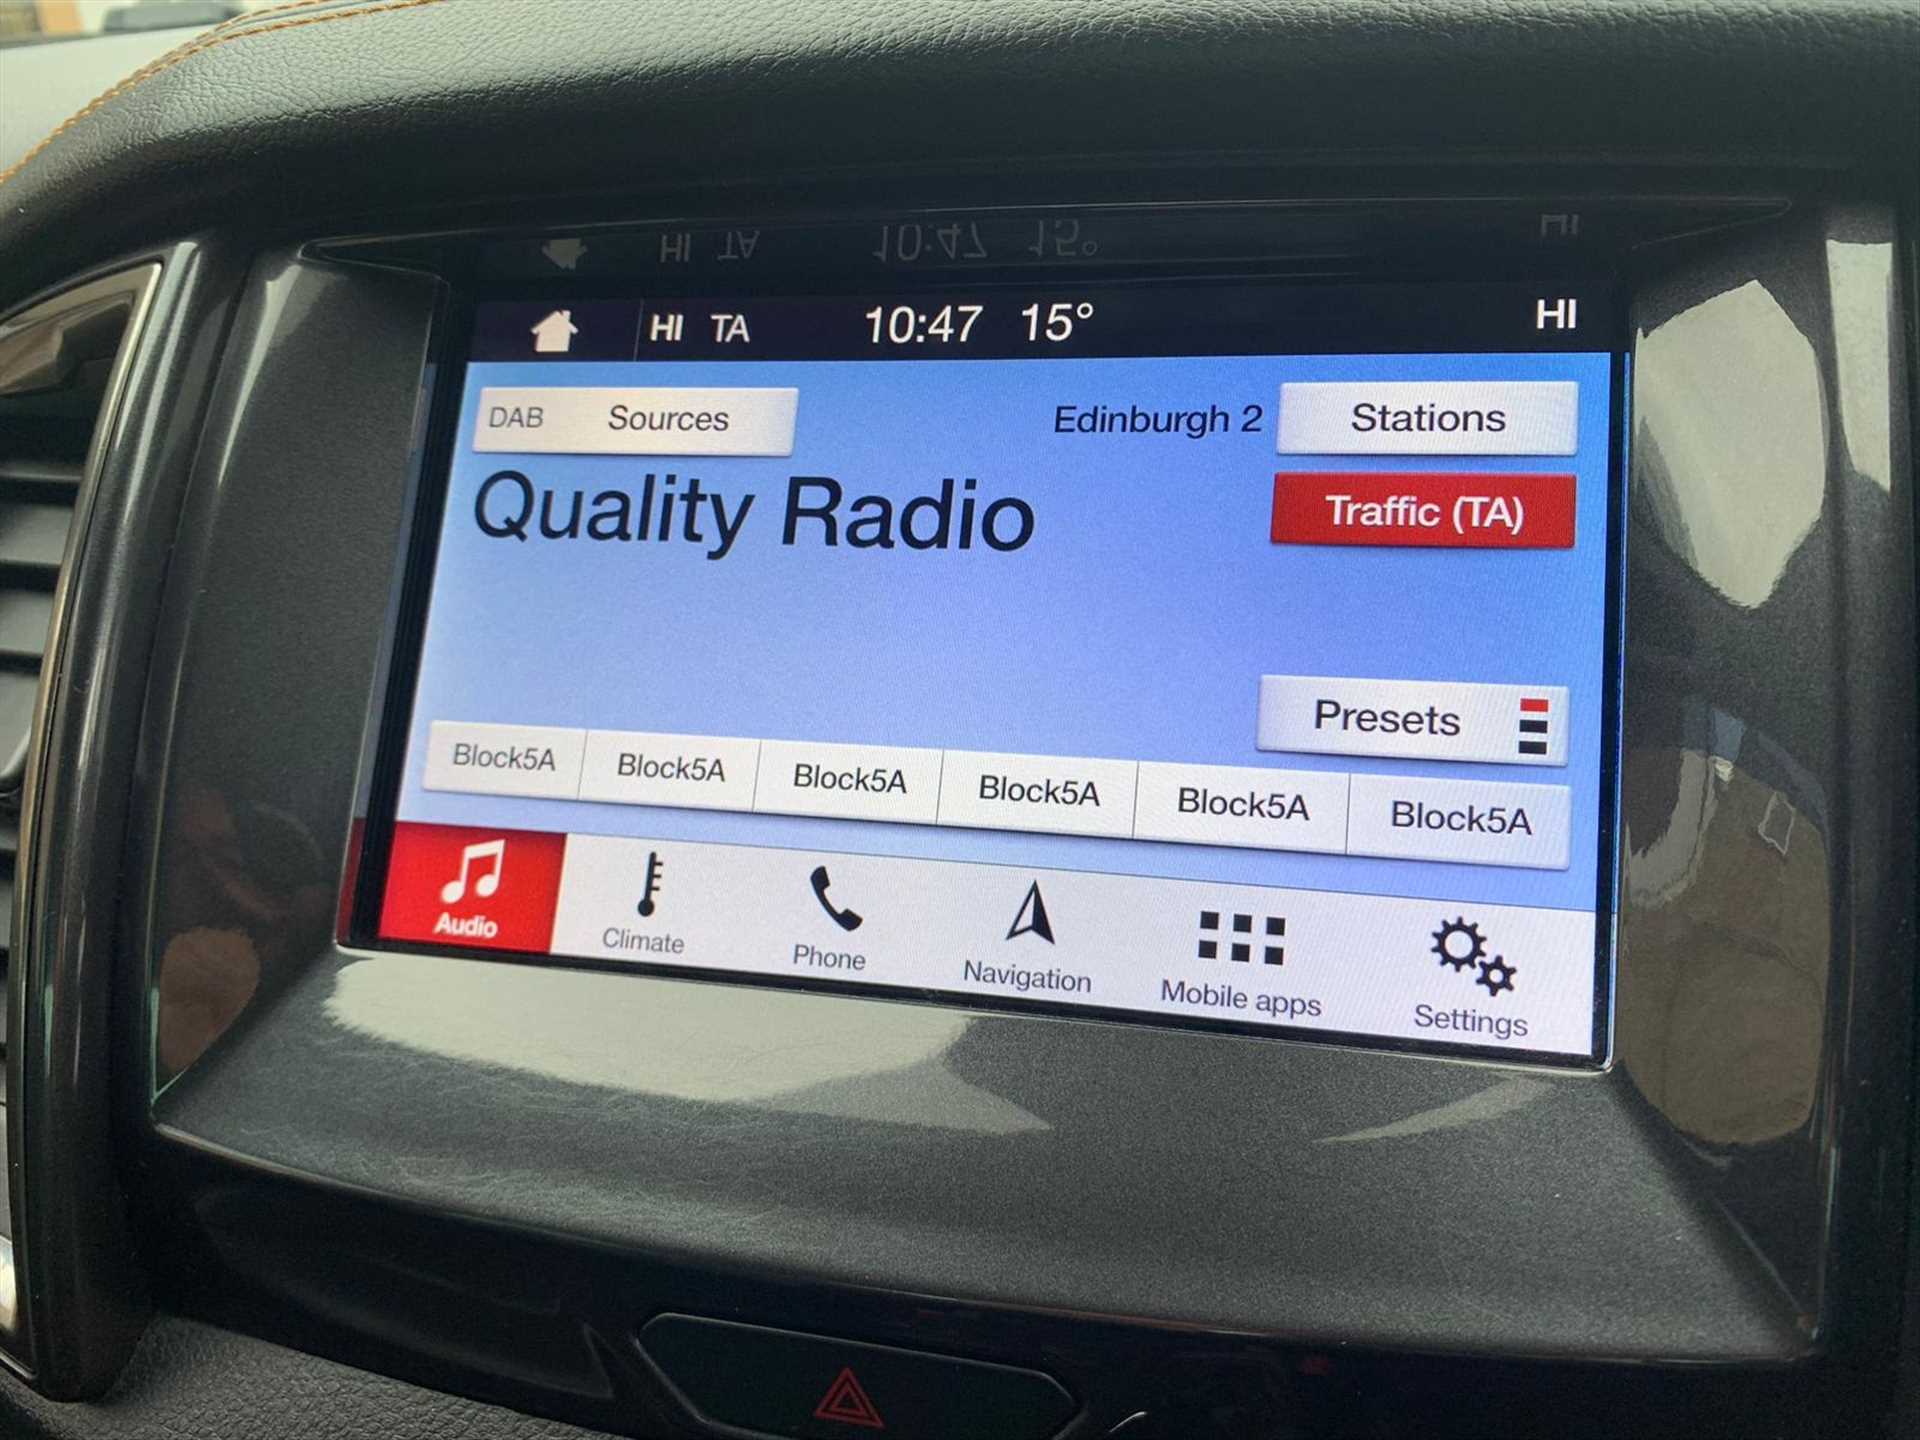 HI TA 10:47 15° HI
DAB Sources Edinburgh 2 Stations
Quality Radio Traffic (TA)
Presets
Block5A Block5A Block5A Block5A Block5A Block5A
Audio Climate Phone Navigation Mobile apps Settings